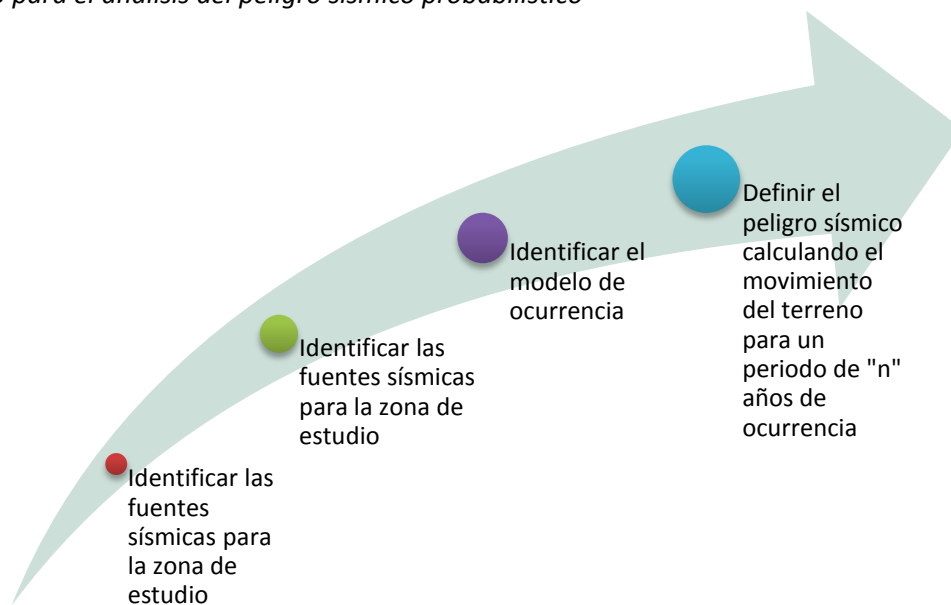 para el análisis del peligro sísmico probabilístico
Identificar las
fuentes
sísmicas para
la zona de
estudio
Identificar las
fuentes sísmicas
para la zona de
estudio
Identificar el
modelo de
ocurrencia
Definir el
peligro sísmico
calculando el
movimiento
del terreno
para un
periodo de "n"
años de
ocurrencia